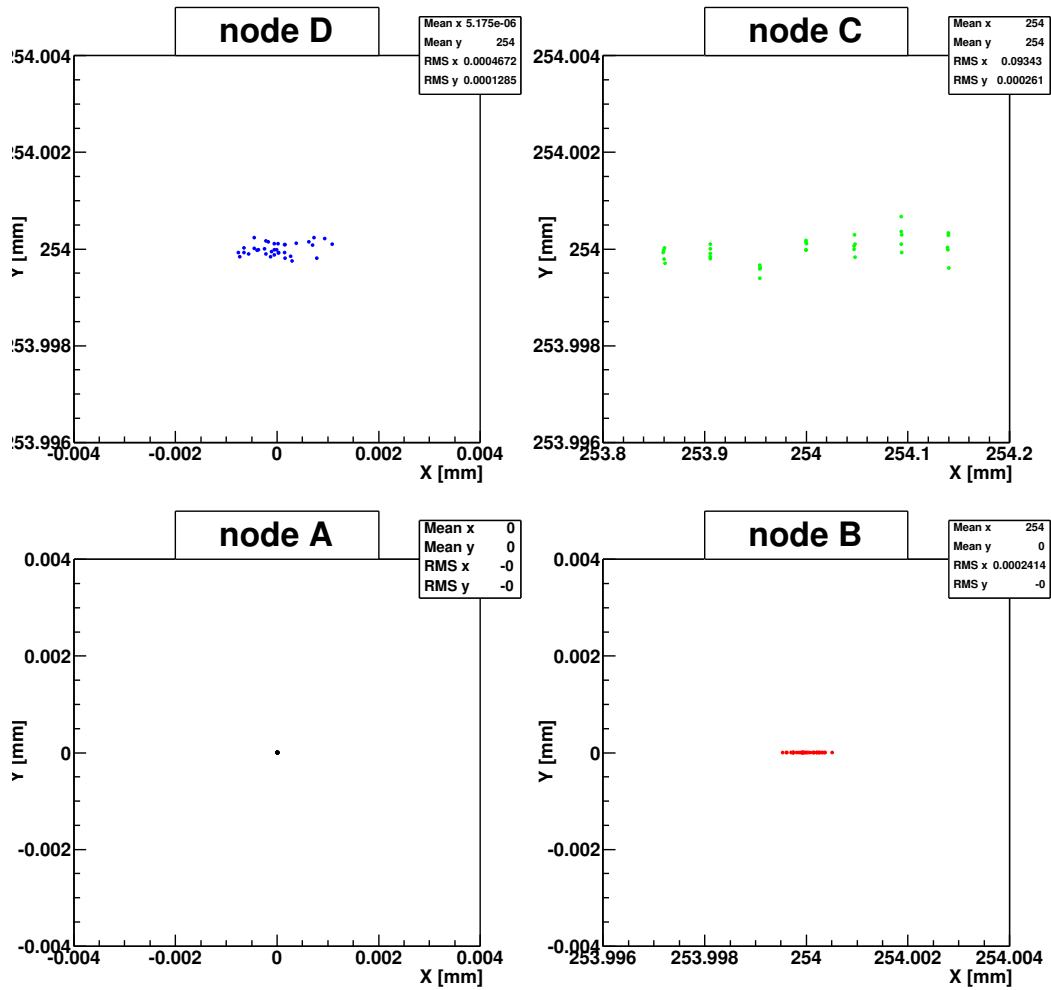 node D
Mean x 5.175e-06
Mean y 254
RMS x 0.0004672
RMS y 0.0001285
254.004
254.002
254
253.998
253.996
Y [mm]
-0.004 -0.002 0 0.002 0.004
X [mm]
node C
Mean x 254
Mean y 254
RMS x 0.09343
RMS y 0.000261
254.004
254.002
254
253.998
253.996
Y [mm]
253.8 253.9 254 254.1 254.2
X [mm]
node A
Mean x 0
Mean y 0
RMS x -0
RMS y -0
0.004
0.002
0
-0.002
-0.004
Y [mm]
-0.004 -0.002 0 0.002 0.004
X [mm]
node B
Mean x 254
Mean y 0
RMS x 0.0002414
RMS y -0
0.004
0.002
0
-0.002
-0.004
Y [mm]
253.996 253.998 254 254.002 254.004
X [mm]